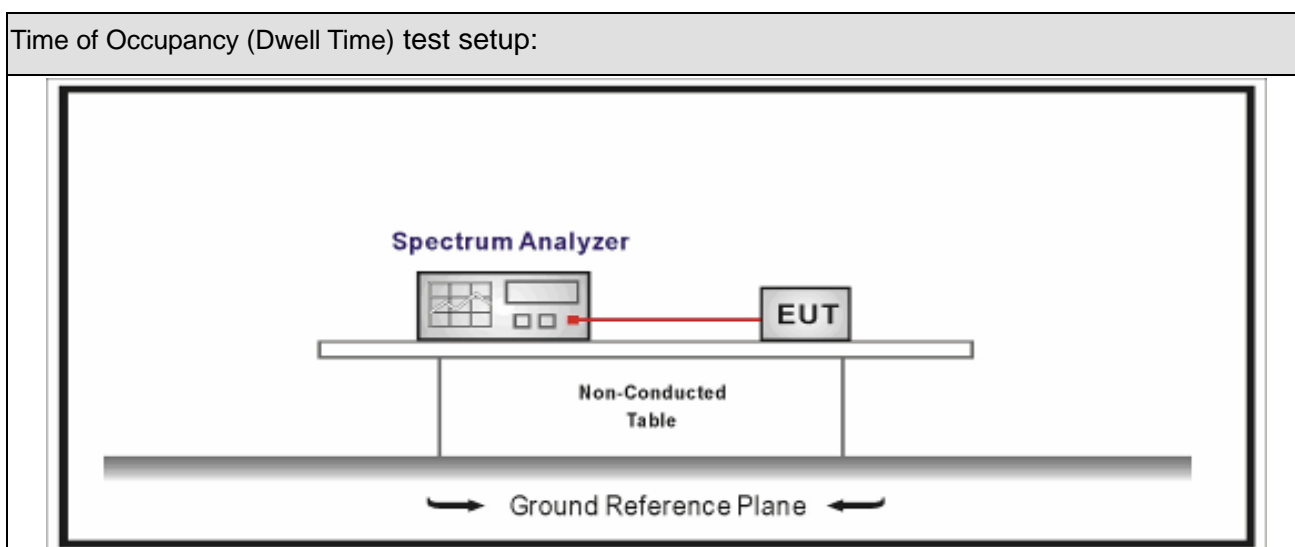 Time of Occupancy (Dwell Time) test setup:
Spectrum Analyzer
EUT
Non-Conducted
Table
Ground Reference Plane